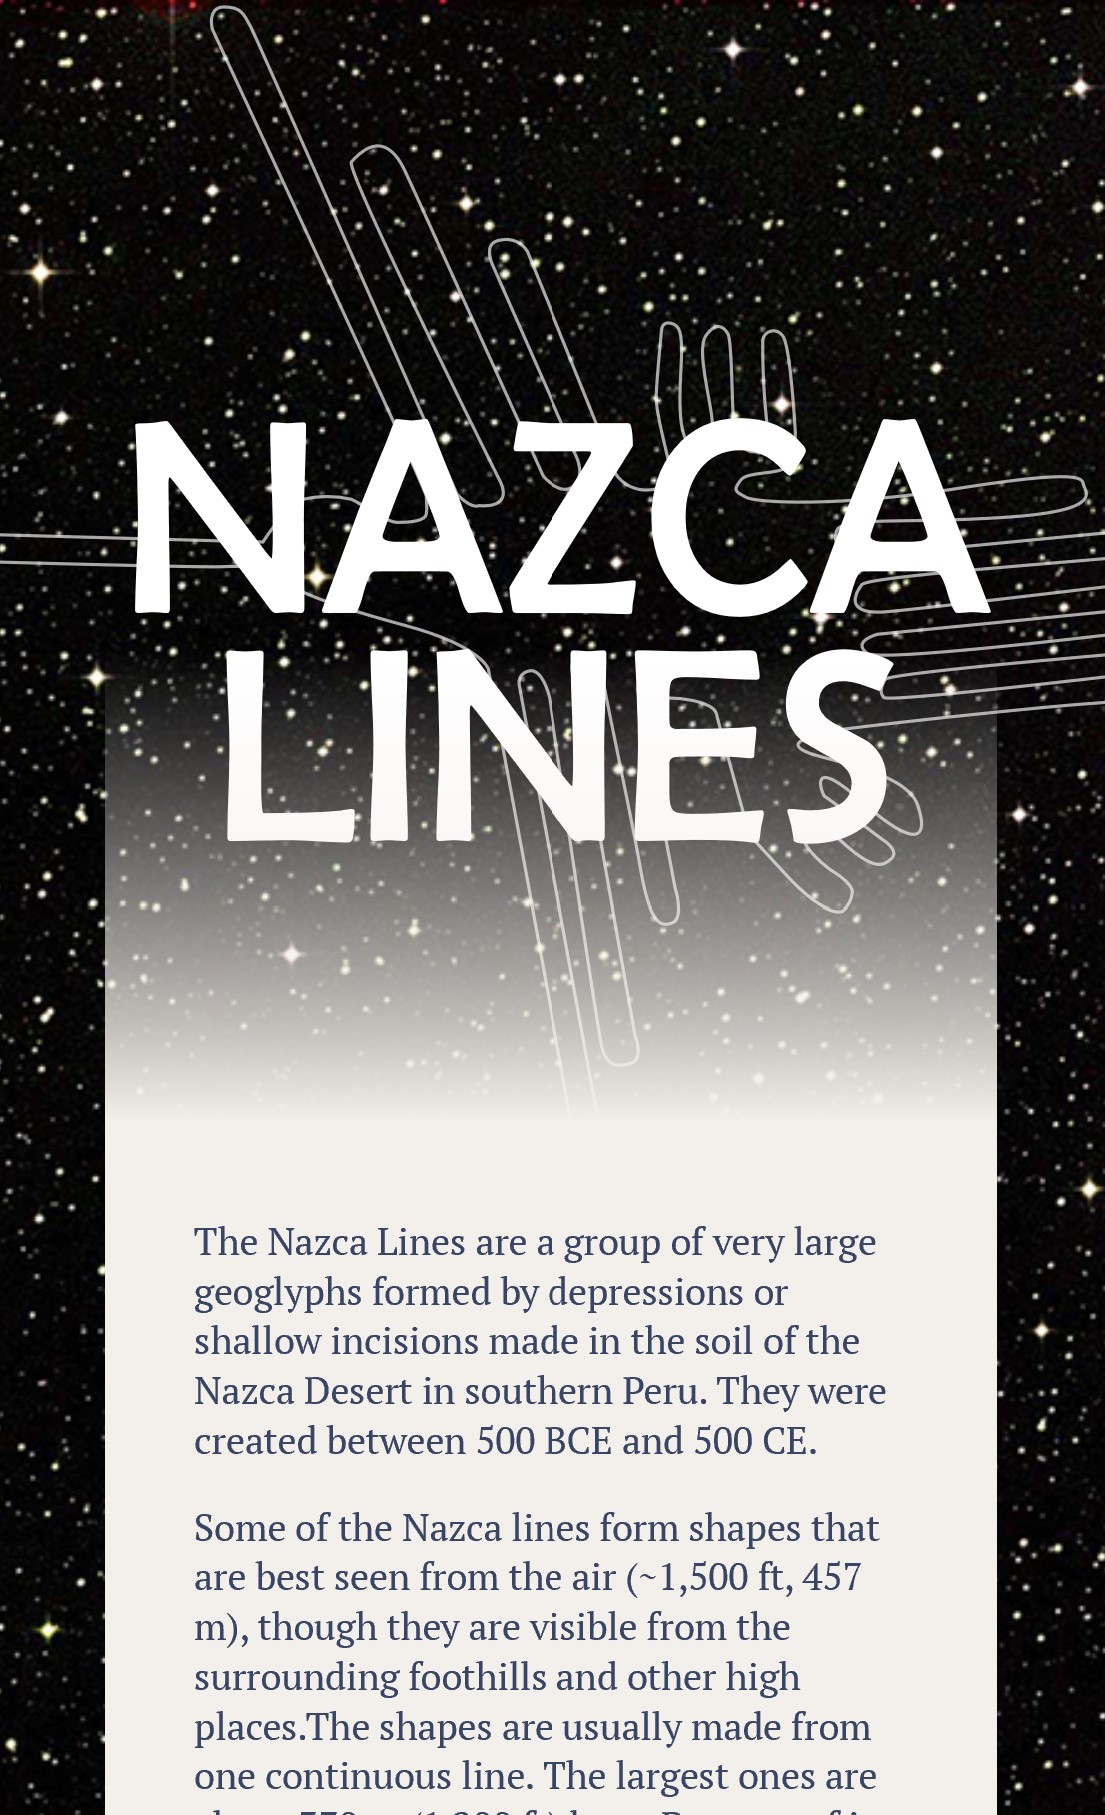 NAZCA
LINES
The Nazca Lines are a group of very large
geoglyphs formed by depressions or
shallow incisions made in the soil of the
Nazca Desert in southern Peru. They were
created between 500 BCE and 500 CE.
Some of the Nazca lines form shapes that
are best seen from the air (~1,500 ft, 457
m), though they are visible from the
surrounding foothills and other high
places.The shapes are usually made from
one continuous line. The largest ones are